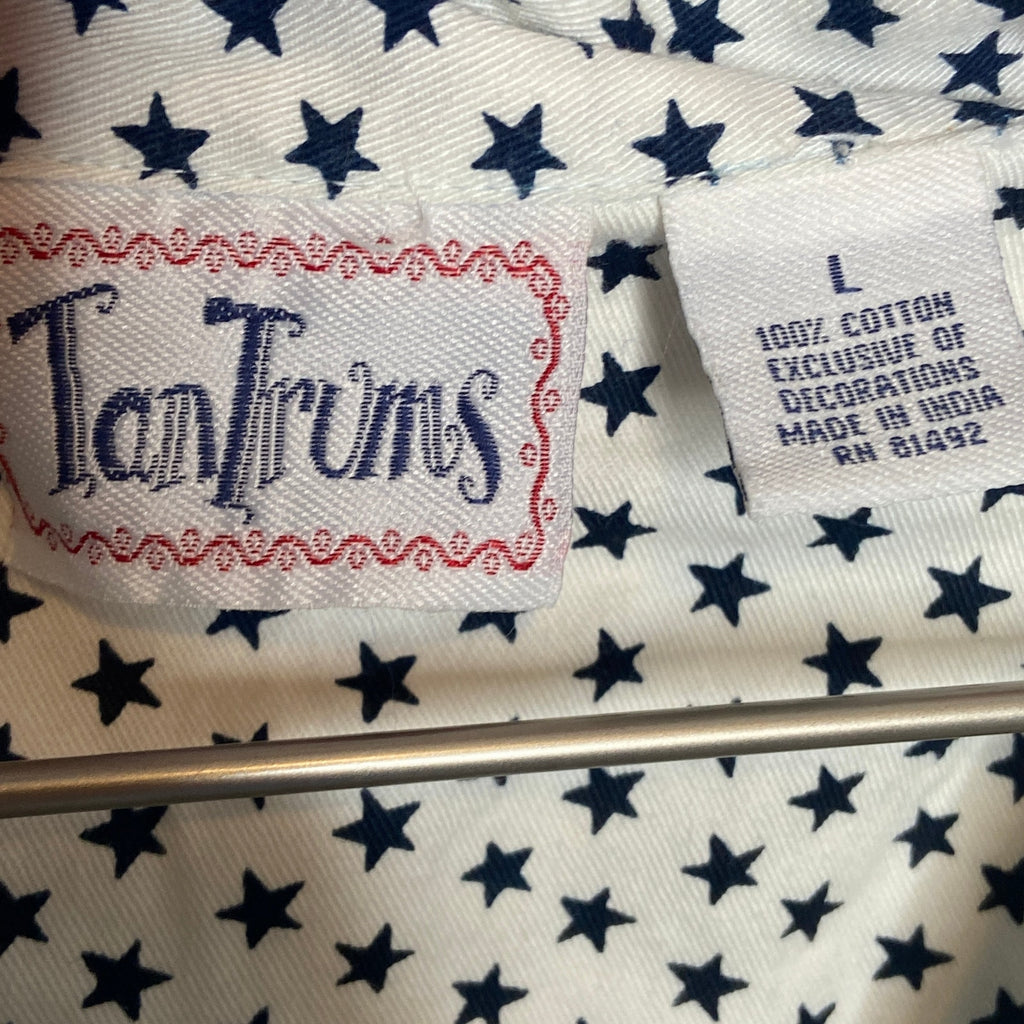 TanTrums
L
100% COTTON
EXCLUSIVE OF
DECORATIONS
MADE IN INDIA
RN 81492